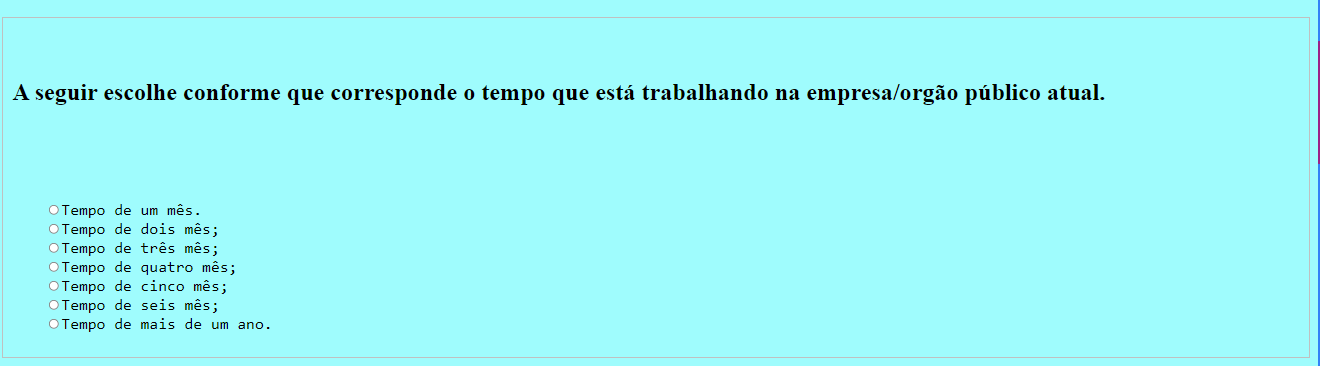 A seguir escolhe conforme que corresponde o tempo que está trabalhando na empresa/orgão público atual.
Tempo de um mês.
Tempo de dois mês;
Tempo de três mês;
Tempo de quatro mês;
Tempo de cinco mês;
Tempo de seis mês;
Tempo de mais de um ano.